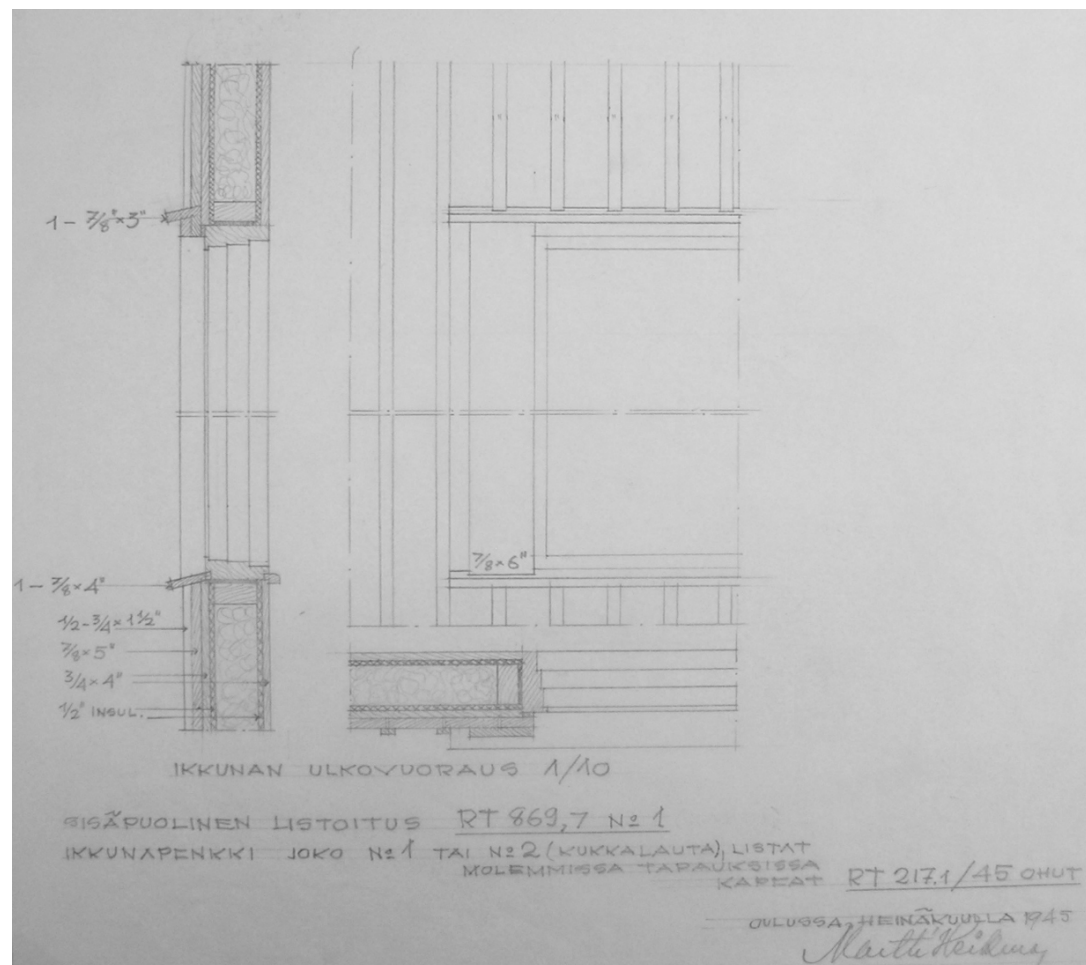 1 – 7/8" × 3"
7/8 × 6"
1 – 7/8 × 4"
1/2 – 3/4 × 1 1/2"
7/8 × 5"
3/4 × 4"
1/2" INSUL.
IKKUNAN ULKOVUORAUS 1/10
SISÄPUOLINEN LISTOITUS RT 869,7 № 1
IKKUNAPENKKI JOKO № 1 TAI № 2 (KUKKALAUTA), LISTAT
MOLEMMISSA TAPAUKSISSA
KAPEAT RT 217.1/45 OHUT
OULUSSA, HEINÄKUULLA 1945
Martti Heikura